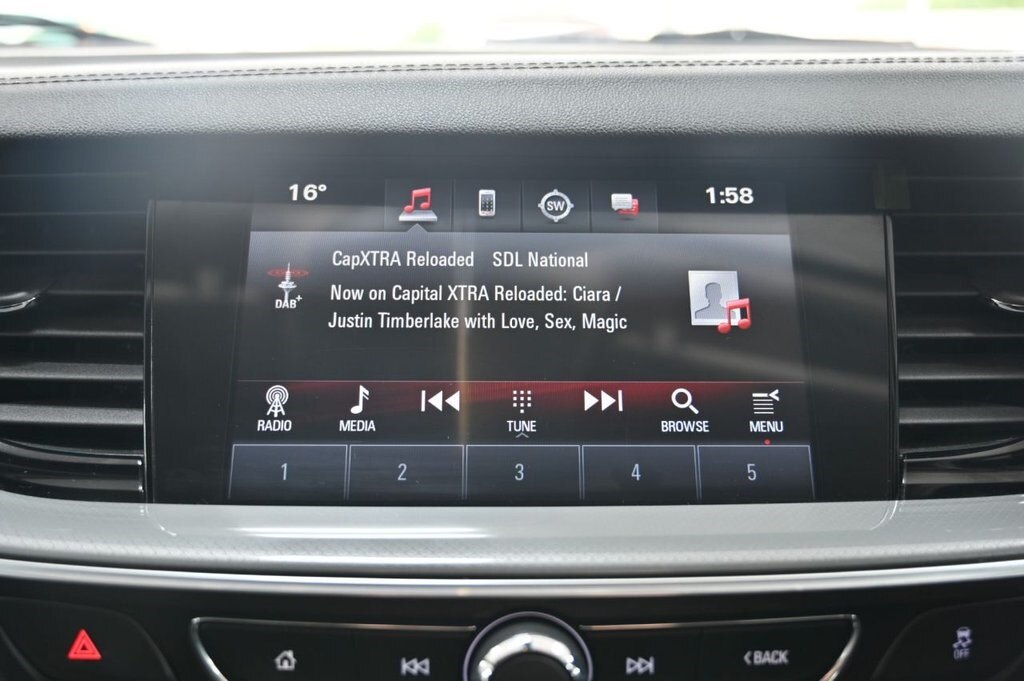 16° SW 1:58
CapXTRA Reloaded SDL National
DAB+
Now on Capital XTRA Reloaded: Ciara /
Justin Timberlake with Love, Sex, Magic
RADIO MEDIA TUNE BROWSE MENU
1 2 3 4 5
<BACK
OFF